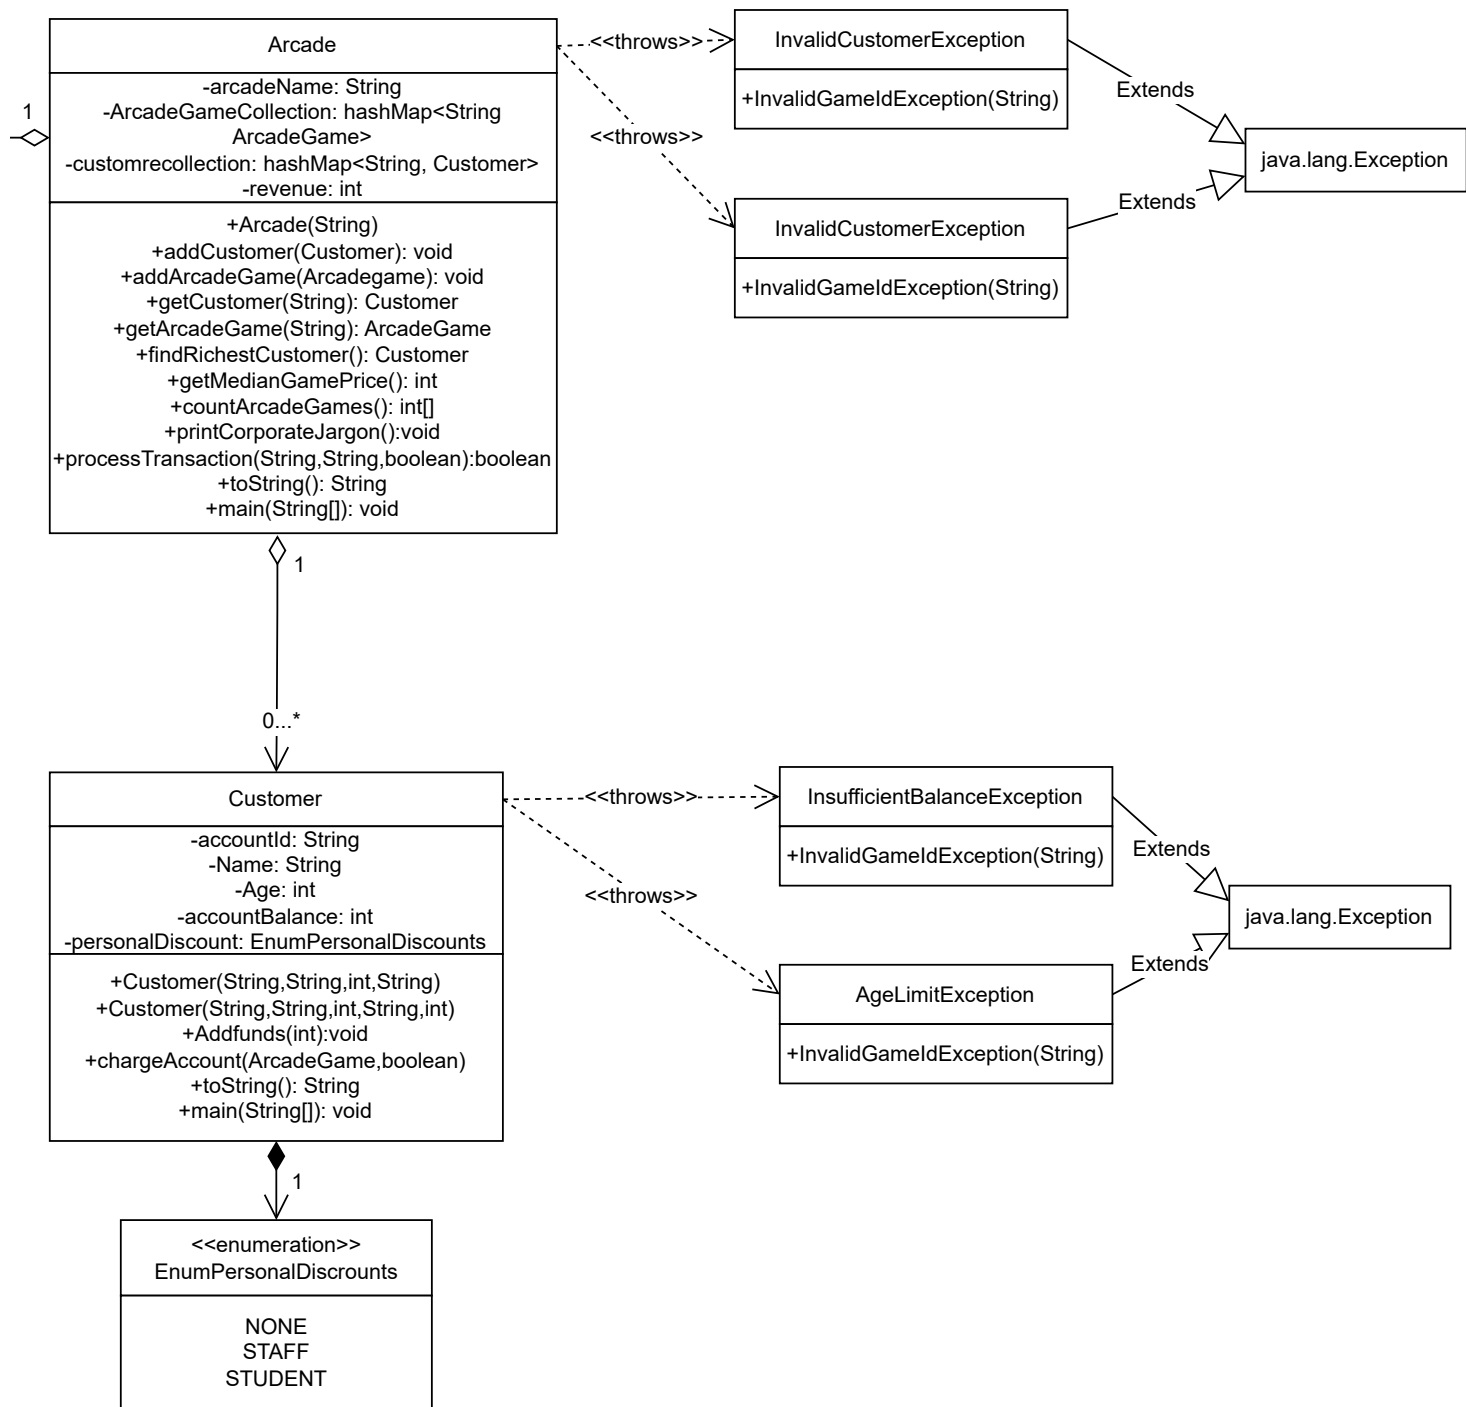 Arcade
-arcadeName: String
-ArcadeGameCollection: hashMap<String
ArcadeGame>
-customrecollection: hashMap<String, Customer>
-revenue: int
+Arcade(String)
+addCustomer(Customer): void
+addArcadeGame(Arcadegame): void
+getCustomer(String): Customer
+getArcadeGame(String): ArcadeGame
+findRichestCustomer(): Customer
+getMedianGamePrice(): int
+countArcadeGames(): int[]
+printCorporateJargon():void
+processTransaction(String,String,boolean):boolean
+toString(): String
+main(String[]): void
1
<<throws>>
<<throws>>
InvalidCustomerException
+InvalidGameIdException(String)
InvalidCustomerException
+InvalidGameIdException(String)
Extends
Extends
java.lang.Exception
1
0...*
Customer
-accountId: String
-Name: String
-Age: int
-accountBalance: int
-personalDiscount: EnumPersonalDiscounts
+Customer(String,String,int,String)
+Customer(String,String,int,String,int)
+Addfunds(int):void
+chargeAccount(ArcadeGame,boolean)
+toString(): String
+main(String[]): void
<<throws>>
<<throws>>
InsufficientBalanceException
+InvalidGameIdException(String)
AgeLimitException
+InvalidGameIdException(String)
Extends
Extends
java.lang.Exception
1
<<enumeration>>
EnumPersonalDiscrounts
NONE
STAFF
STUDENT